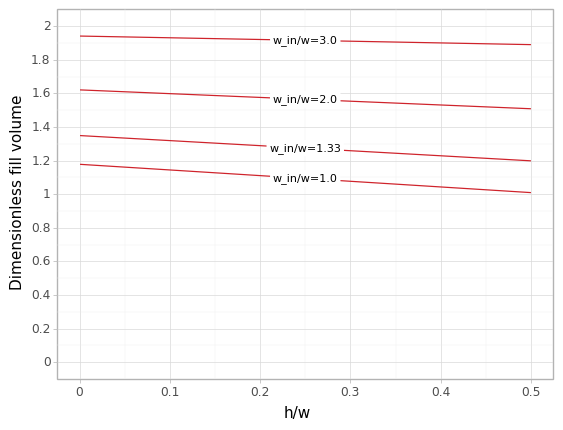 2
1.8
1.6
1.4
1.2
1
0.8
0.6
0.4
0.2
0
Dimensionless fill volume
w_in/w=3.0
w_in/w=2.0
w_in/w=1.33
w_in/w=1.0
0 0.1 0.2 0.3 0.4 0.5
h/w